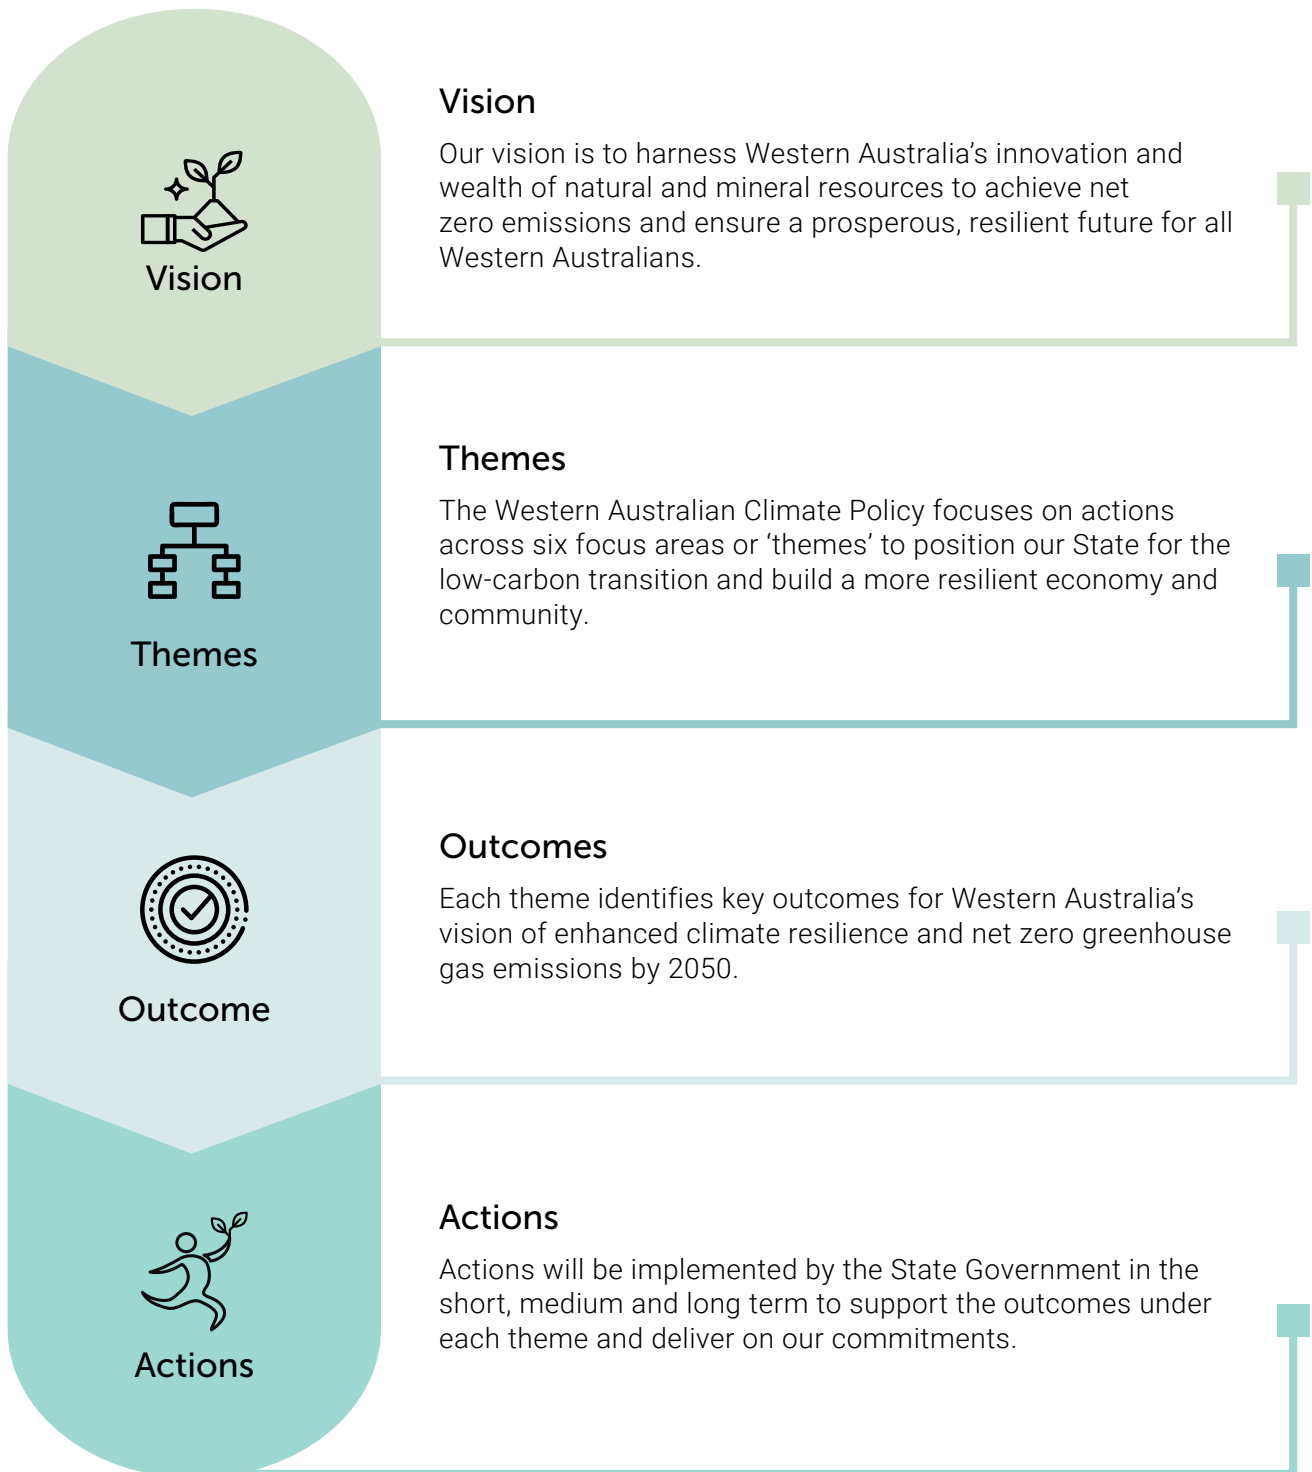 Vision
Vision
Our vision is to harness Western Australia’s innovation and
wealth of natural and mineral resources to achieve net
zero emissions and ensure a prosperous, resilient future for all
Western Australians.
Themes
Themes
The Western Australian Climate Policy focuses on actions
across six focus areas or ‘themes’ to position our State for the
low-carbon transition and build a more resilient economy and
community.
Outcome
Outcomes
Each theme identifies key outcomes for Western Australia’s
vision of enhanced climate resilience and net zero greenhouse
gas emissions by 2050.
Actions
Actions
Actions will be implemented by the State Government in the
short, medium and long term to support the outcomes under
each theme and deliver on our commitments.